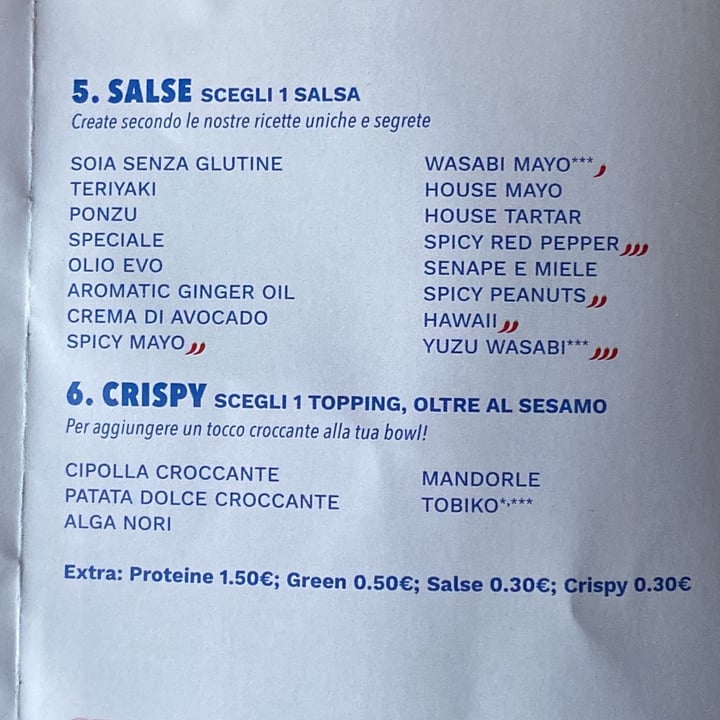 5. SALSE SCEGLI 1 SALSA
Create secondo le nostre ricette uniche e segrete
SOIA SENZA GLUTINE
TERIYAKI
PONZU
SPECIALE
OLIO EVO
AROMATIC GINGER OIL
CREMA DI AVOCADO
SPICY MAYO
WASABI MAYO***
HOUSE MAYO
HOUSE TARTAR
SPICY RED PEPPER
SENAPE E MIELE
SPICY PEANUTS
HAWAII
YUZU WASABI***
6. CRISPY SCEGLI 1 TOPPING, OLTRE AL SESAMO
Per aggiungere un tocco croccante alla tua bowl!
CIPOLLA CROCCANTE
PATATA DOLCE CROCCANTE
ALGA NORI
MANDORLE
TOBIKO*,***
Extra: Proteine 1.50€; Green 0.50€; Salse 0.30€; Crispy 0.30€